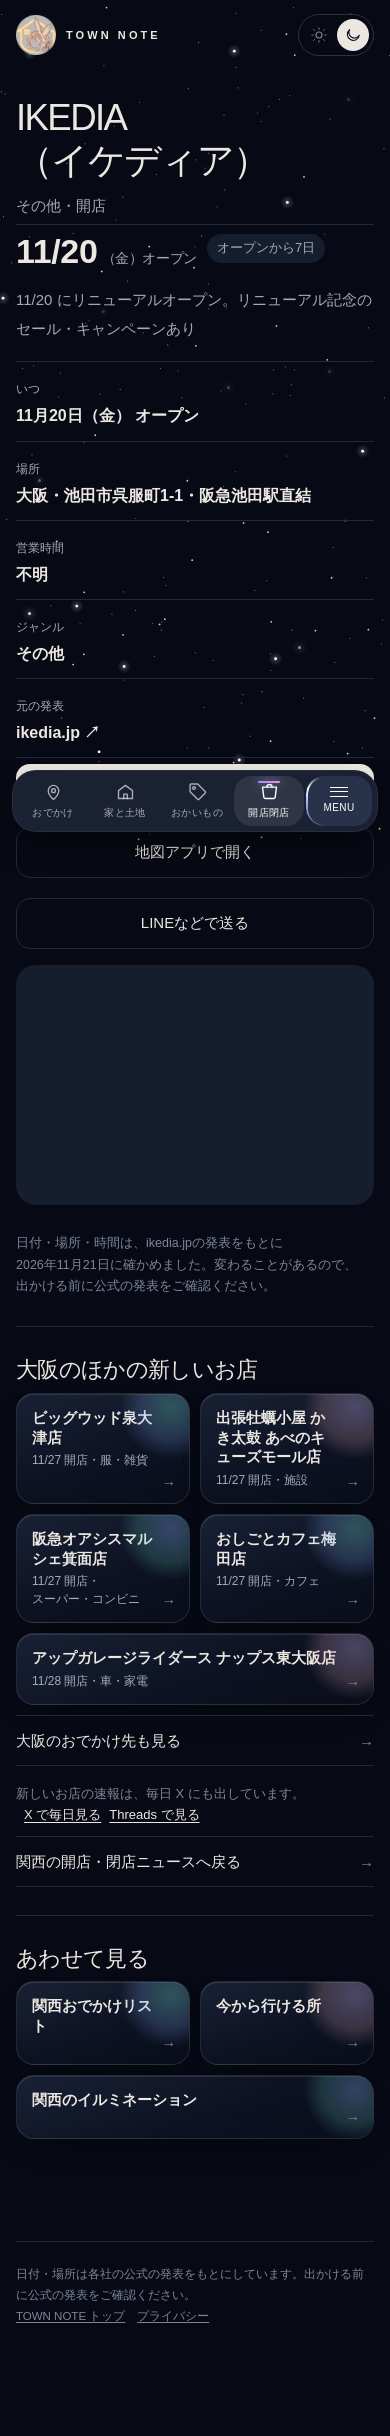 TOWN NOTE
IKEDIA
（イケディア）
その他・開店
11/20 （金）オープン オープンから7日
11/20 にリニューアルオープン。リニューアル記念の
セール・キャンペーンあり
いつ
11月20日（金） オープン
場所
大阪・池田市呉服町1-1・阪急池田駅直結
営業時間
不明
ジャンル
その他
元の発表
ikedia.jp ↗
おでかけ 家と土地 おかいもの 開店閉店 MENU
地図アプリで開く
LINEなどで送る
日付・場所・時間は、ikedia.jpの発表をもとに
2026年11月21日に確かめました。変わることがあるので、
出かける前に公式の発表をご確認ください。
大阪のほかの新しいお店
ビッグウッド泉大
津店
11/27 開店・服・雑貨
→
出張牡蠣小屋 か
き太鼓 あべのキ
ューズモール店
11/27 開店・施設
→
阪急オアシスマル
シェ箕面店
11/27 開店・
スーパー・コンビニ
→
おしごとカフェ梅
田店
11/27 開店・カフェ
→
アップガレージライダース ナップス東大阪店
11/28 開店・車・家電
→
大阪のおでかけ先も見る →
新しいお店の速報は、毎日 X にも出しています。
X で毎日見る Threads で見る
関西の開店・閉店ニュースへ戻る →
あわせて見る
関西おでかけリス
ト
→
今から行ける所
→
関西のイルミネーション
→
日付・場所は各社の公式の発表をもとにしています。出かける前
に公式の発表をご確認ください。
TOWN NOTE トップ プライバシー